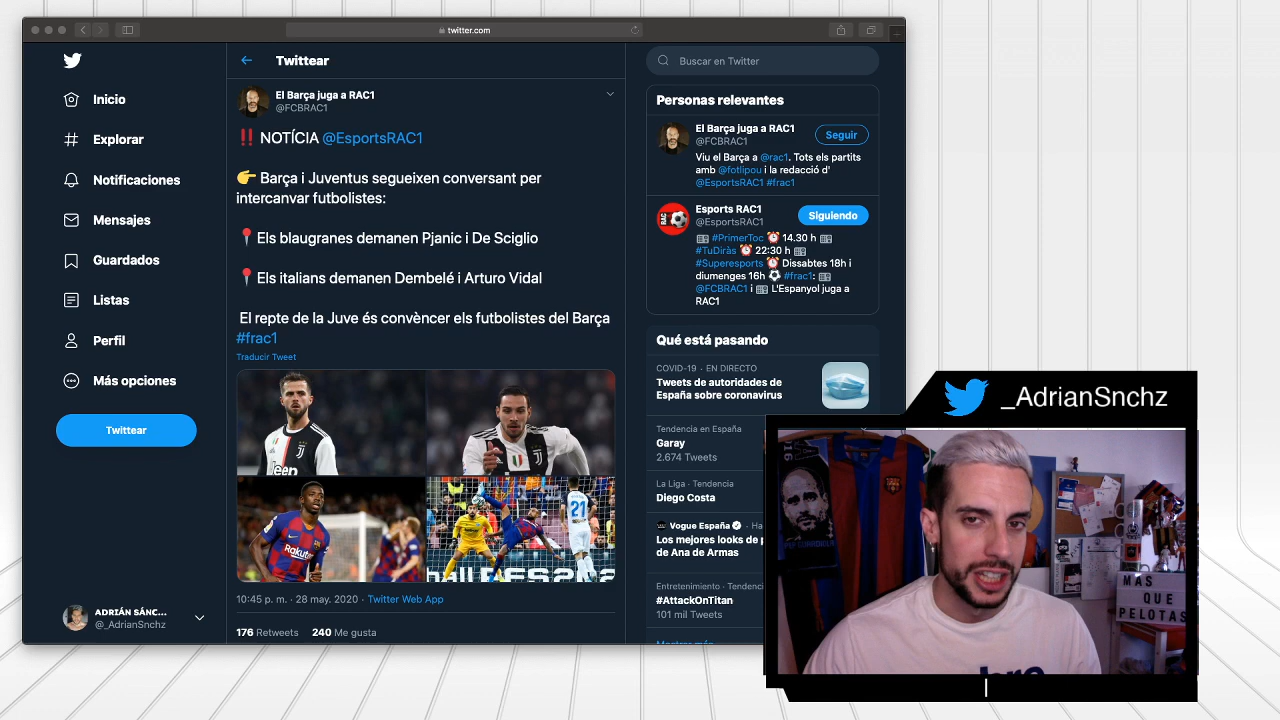 twitter.com
Inicio
Explorar
Notificaciones
Mensajes
Guardados
Listas
Perfil
Más opciones
Twittear
ADRIÁN SÁNC...
@_AdrianSnchz
Twittear
El Barça juga a RAC1
@FCBRAC1
‼️ NOTÍCIA @EsportsRAC1
👉 Barça i Juventus segueixen conversant per
intercanvar futbolistes:
📍Els blaugranes demanen Pjanic i De Sciglio
📍Els italians demanen Dembelé i Arturo Vidal
El repte de la Juve és convèncer els futbolistes del Barça
#frac1
Traducir Tweet
Jeep
Rakuten
21
10:45 p. m. · 28 may. 2020 · Twitter Web App
176 Retweets 240 Me gusta
Buscar en Twitter
Personas relevantes
El Barça juga a RAC1
@FCBRAC1
Seguir
Viu el Barça a @rac1. Tots els partits
amb @fotlipou i la redacció d'
@EsportsRAC1 #frac1
Esports RAC1
@EsportsRAC1
Siguiendo
📻 #PrimerToc ⏰ 14.30 h 📻
#TuDiràs ⏰ 22:30 h 📻
#Superesports ⏰ Dissabtes 18h i
diumenges 16h ⚽ #frac1: 📻
@FCBRAC1 i 📻 L'Espanyol juga a
RAC1
Qué está pasando
COVID-19 · EN DIRECTO
Tweets de autoridades de
España sobre coronavirus
Tendencia en España
Garay
2.674 Tweets
La Liga · Tendencia
Diego Costa
Vogue España · Ha
Los mejores looks de p
de Ana de Armas
Entretenimiento · Tendenci
#AttackOnTitan
101 mil Tweets
Mostrar más
_AdrianSnchz
MAS
QUE
PELOTAS